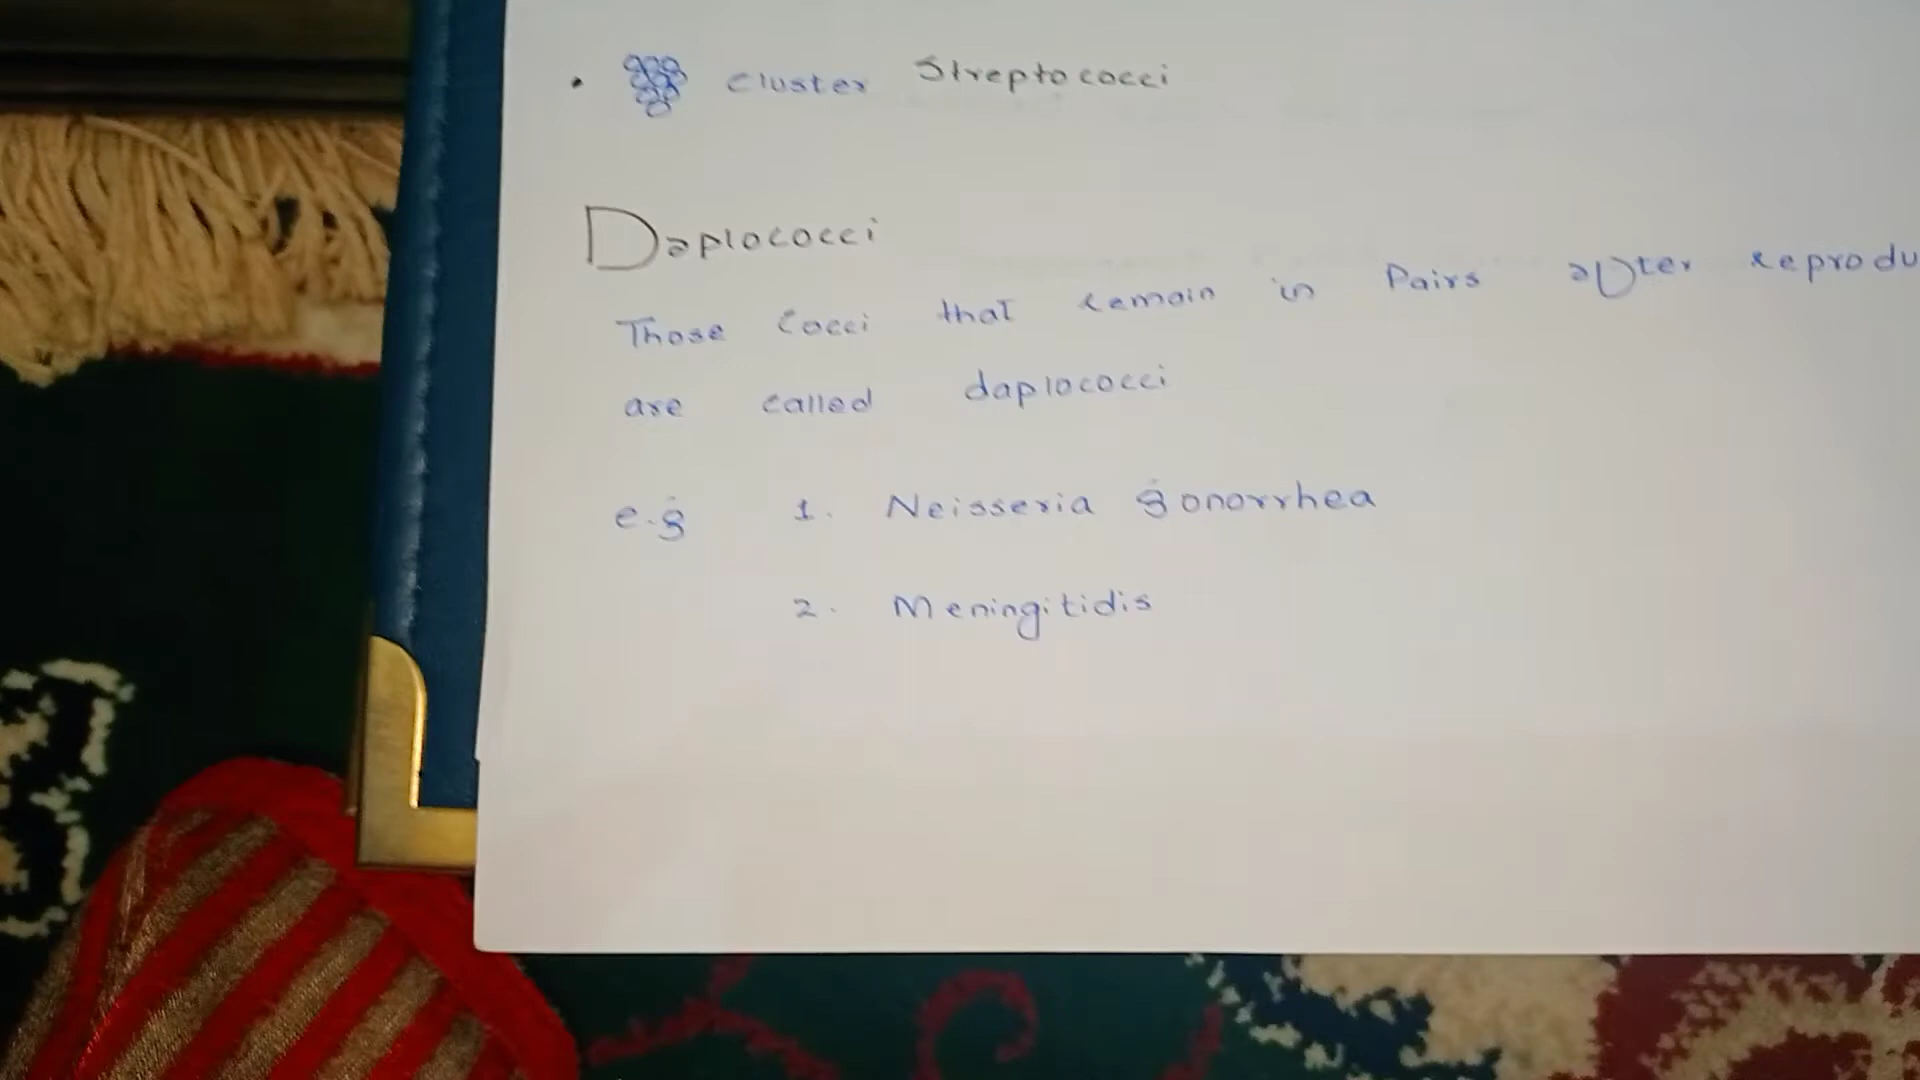 • cluster Streptococci
Daplococci
Those Cocci that remain in Pairs after reprodu
are called daplococci
e.g 1. Neisseria gonorrhea
2. Meningitidis